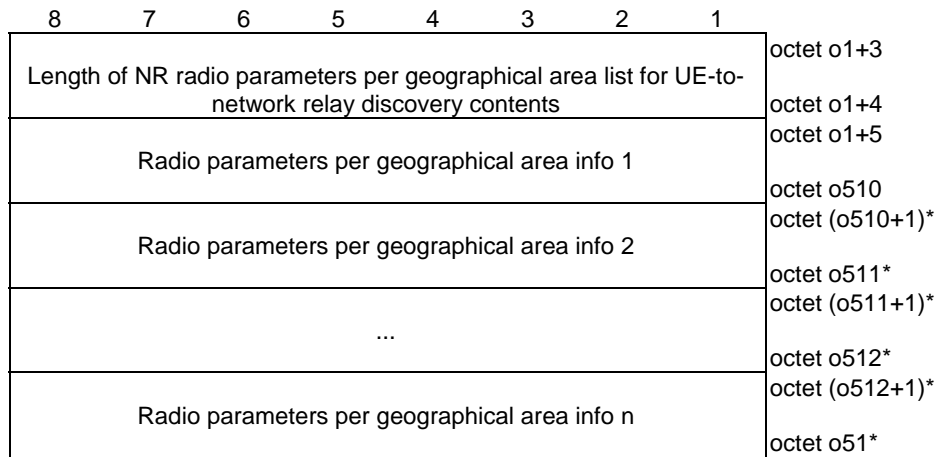 8 7 6 5 4 3 2 1
octet o1+3
Length of NR radio parameters per geographical area list for UE-to-
network relay discovery contents
octet o1+4
octet o1+5
Radio parameters per geographical area info 1
octet o510
octet (o510+1)*
Radio parameters per geographical area info 2
octet o511*
octet (o511+1)*
...
octet o512*
octet (o512+1)*
Radio parameters per geographical area info n
octet o51*